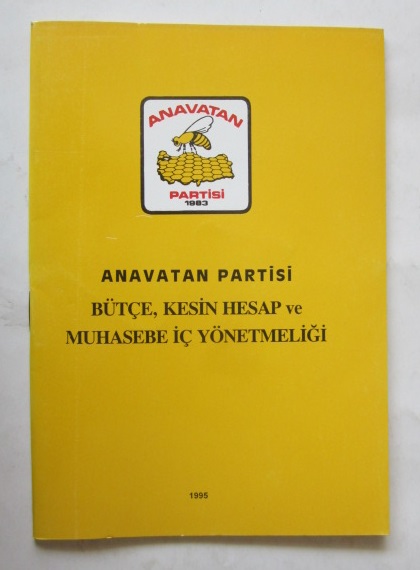 ANAVATAN
PARTİSİ
1983
ANAVATAN PARTİSİ
BÜTÇE, KESİN HESAP ve
MUHASEBE İÇ YÖNETMELİĞİ
1995